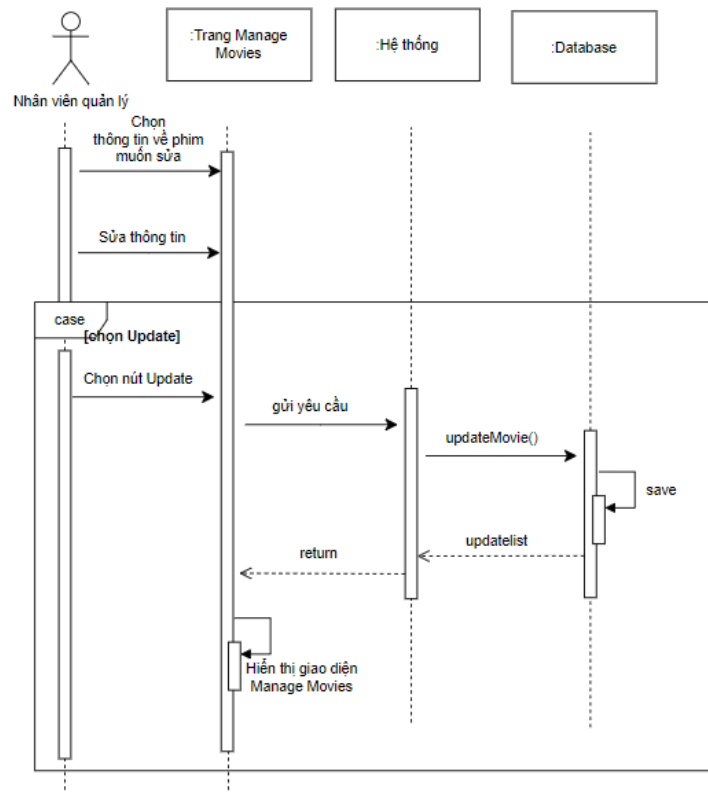 :Trang Manage
Movies
:Hệ thống
:Database
Nhân viên quản lý
Chọn
thông tin về phim
muốn sửa
Sửa thông tin
case
[chọn Update]
Chọn nút Update
gửi yêu cầu
updateMovie()
save
updatelist
return
Hiển thị giao diện
Manage Movies